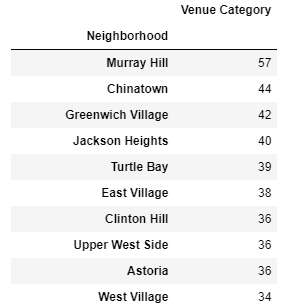 Venue Category
Neighborhood
Murray Hill 57
Chinatown 44
Greenwich Village 42
Jackson Heights 40
Turtle Bay 39
East Village 38
Clinton Hill 36
Upper West Side 36
Astoria 36
West Village 34